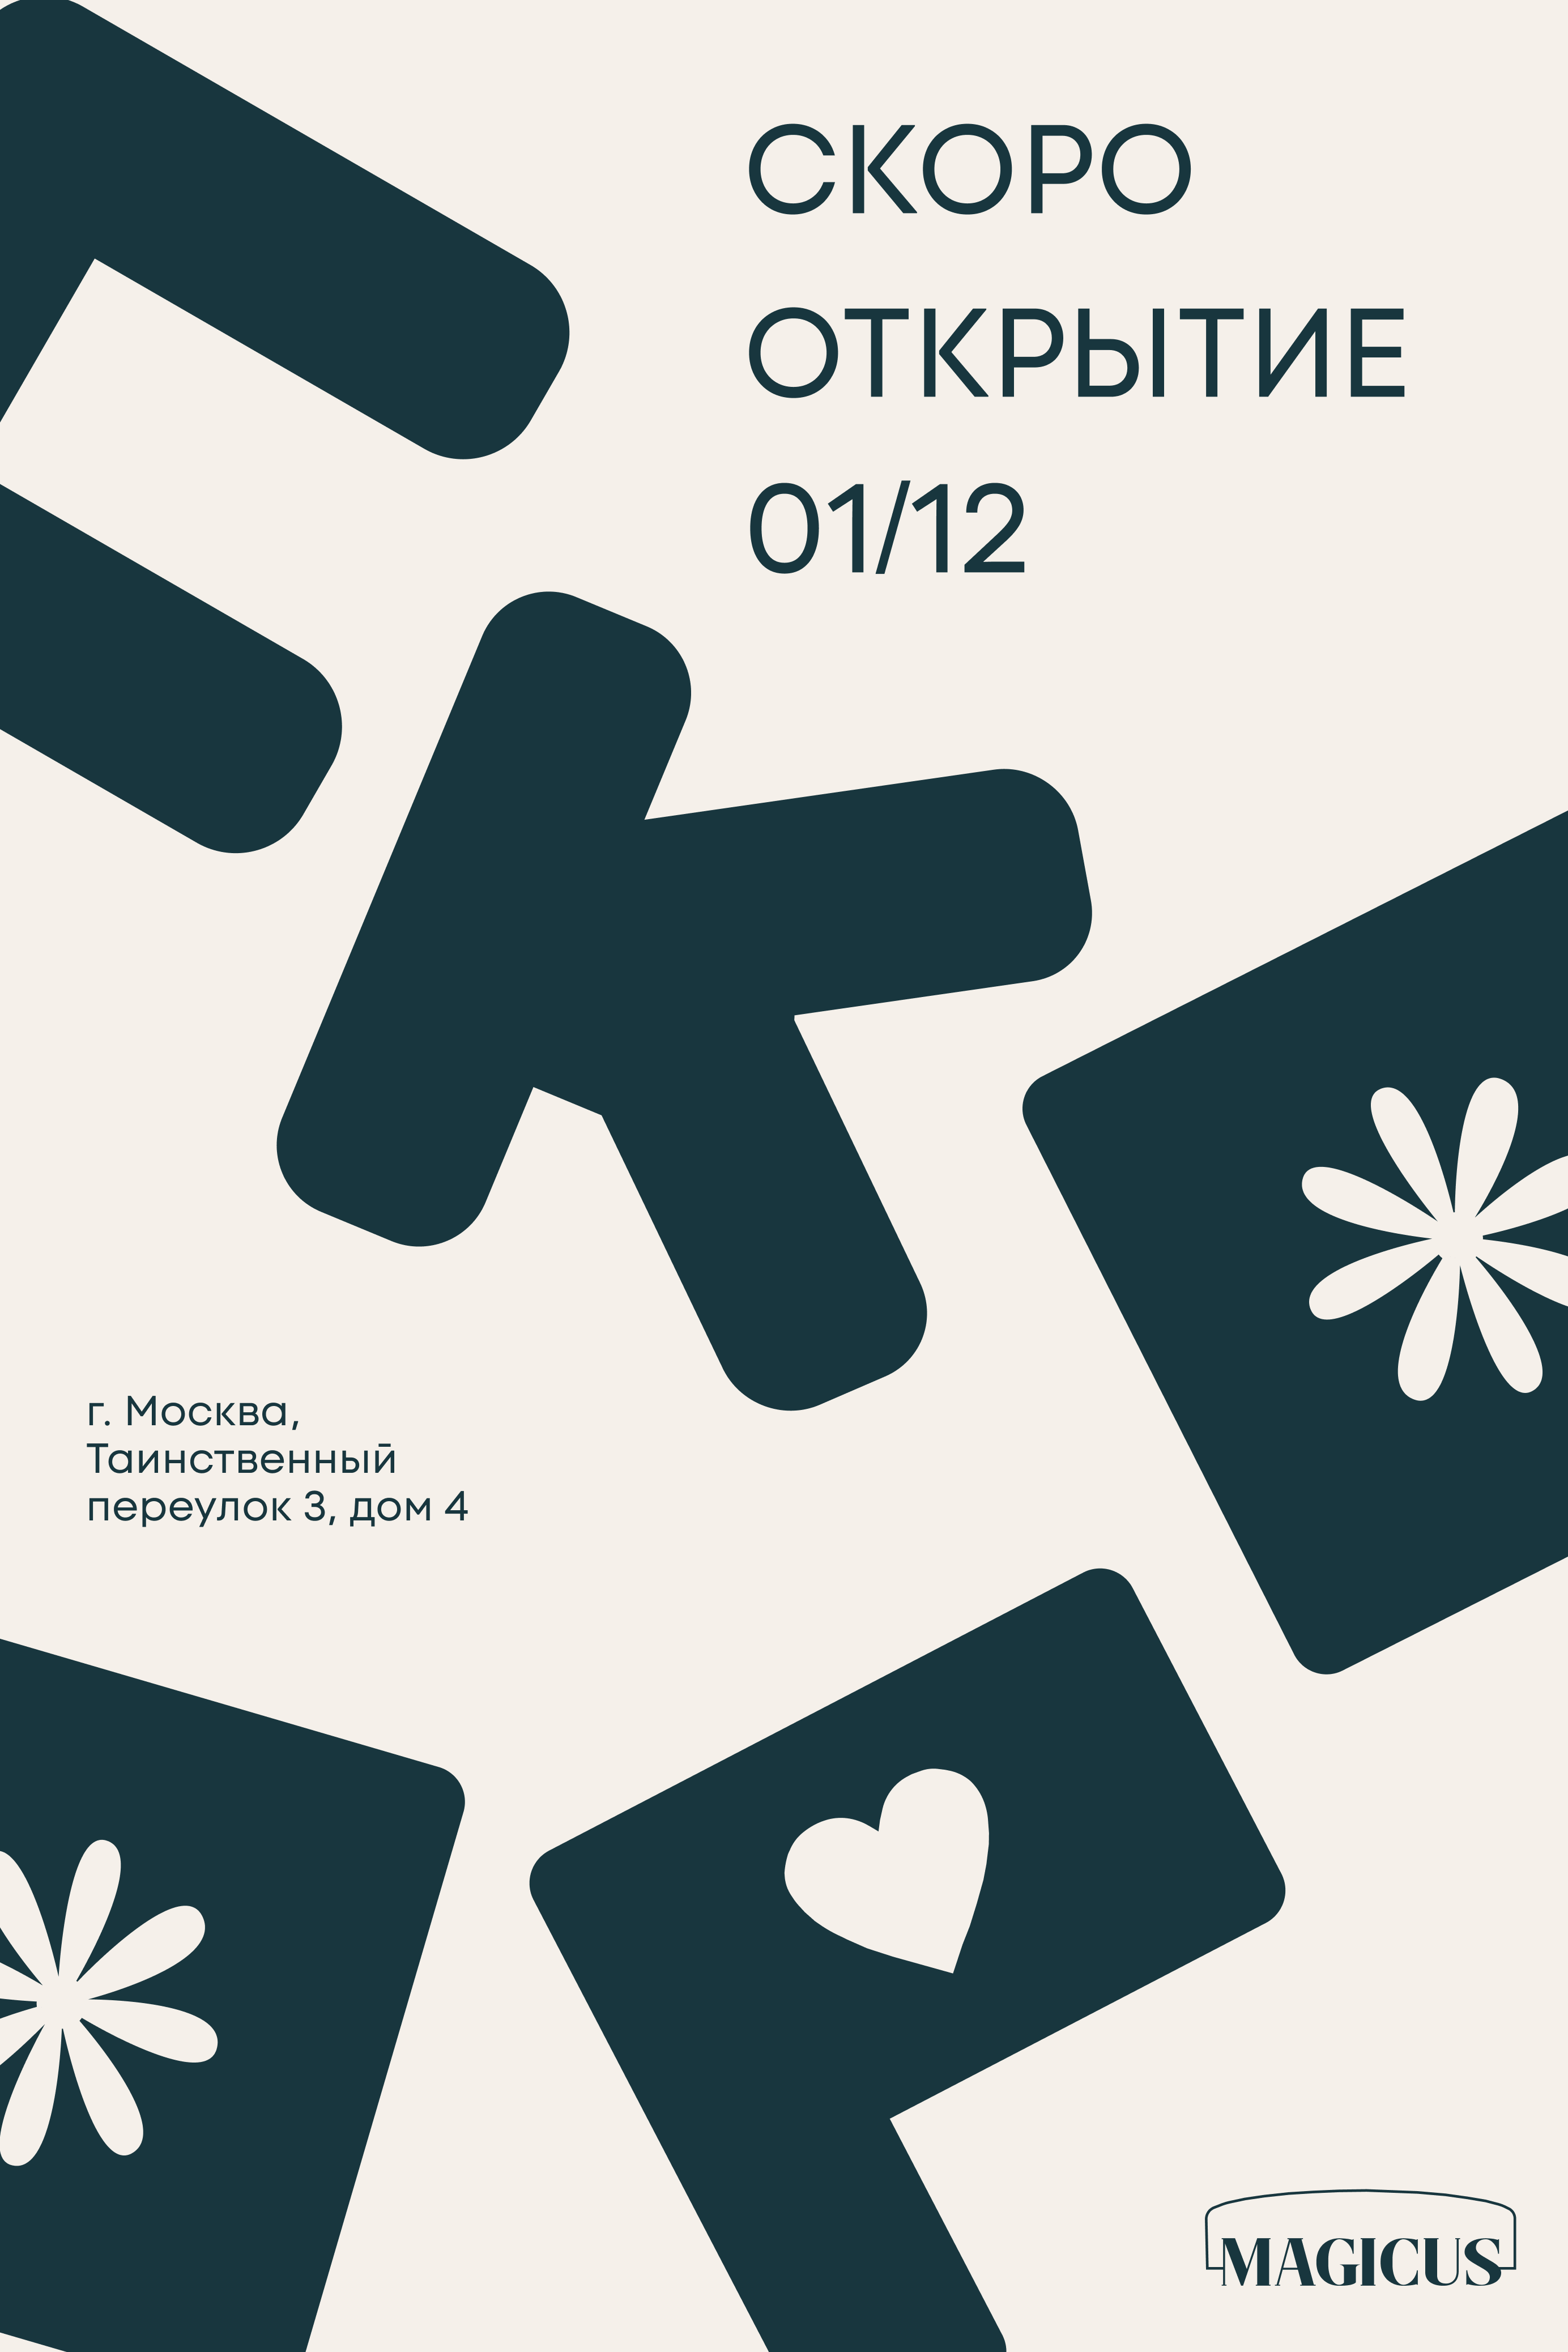 СКОРО
ОТКРЫТИЕ
01/12
г. Москва,
Таинственный
переулок 3, дом 4
MAGICUS